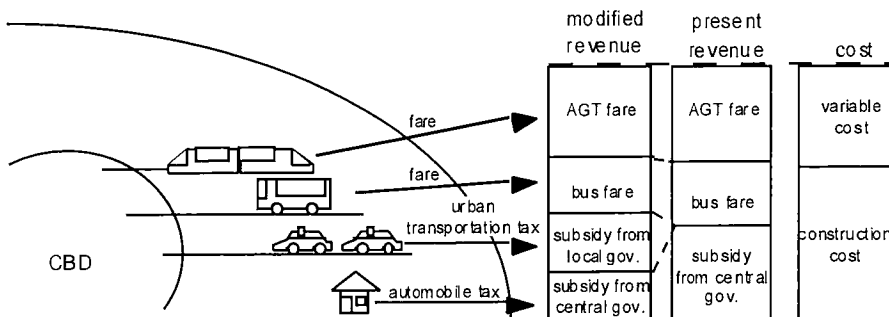 modified
revenue
present
revenue
cost
AGT fare
AGT fare
variable
cost
fare
fare
bus fare
bus fare
urban
transportation tax
subsidy from
local gov.
subsidy
from central
gov.
construction
cost
CBD
automobile tax
subsidy from
central gov.